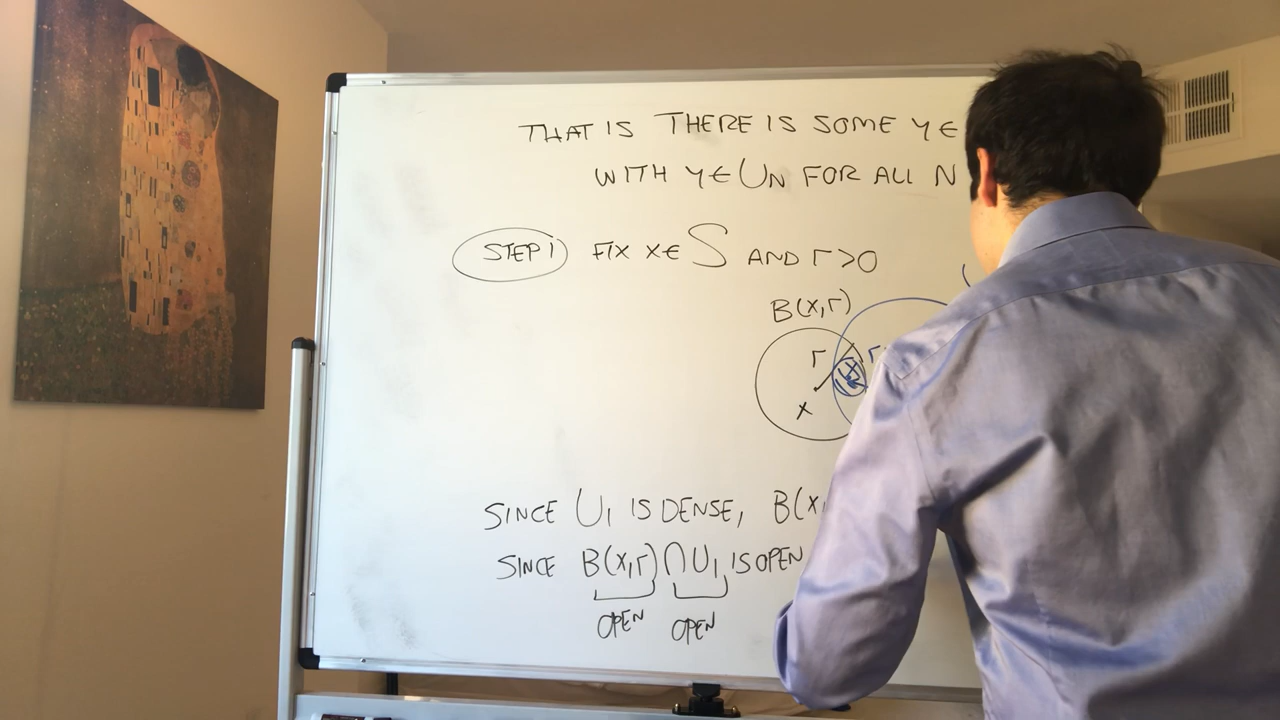 THAT IS THERE IS SOME Y ∈
WITH Y ∈ UN FOR ALL N
STEP 1 FIX X ∈ S AND r > 0
B(X,r)
r r
X
SINCE U1 IS DENSE, B(X,
SINCE B(X,r) ∩ U1 IS OPEN
OPEN OPEN